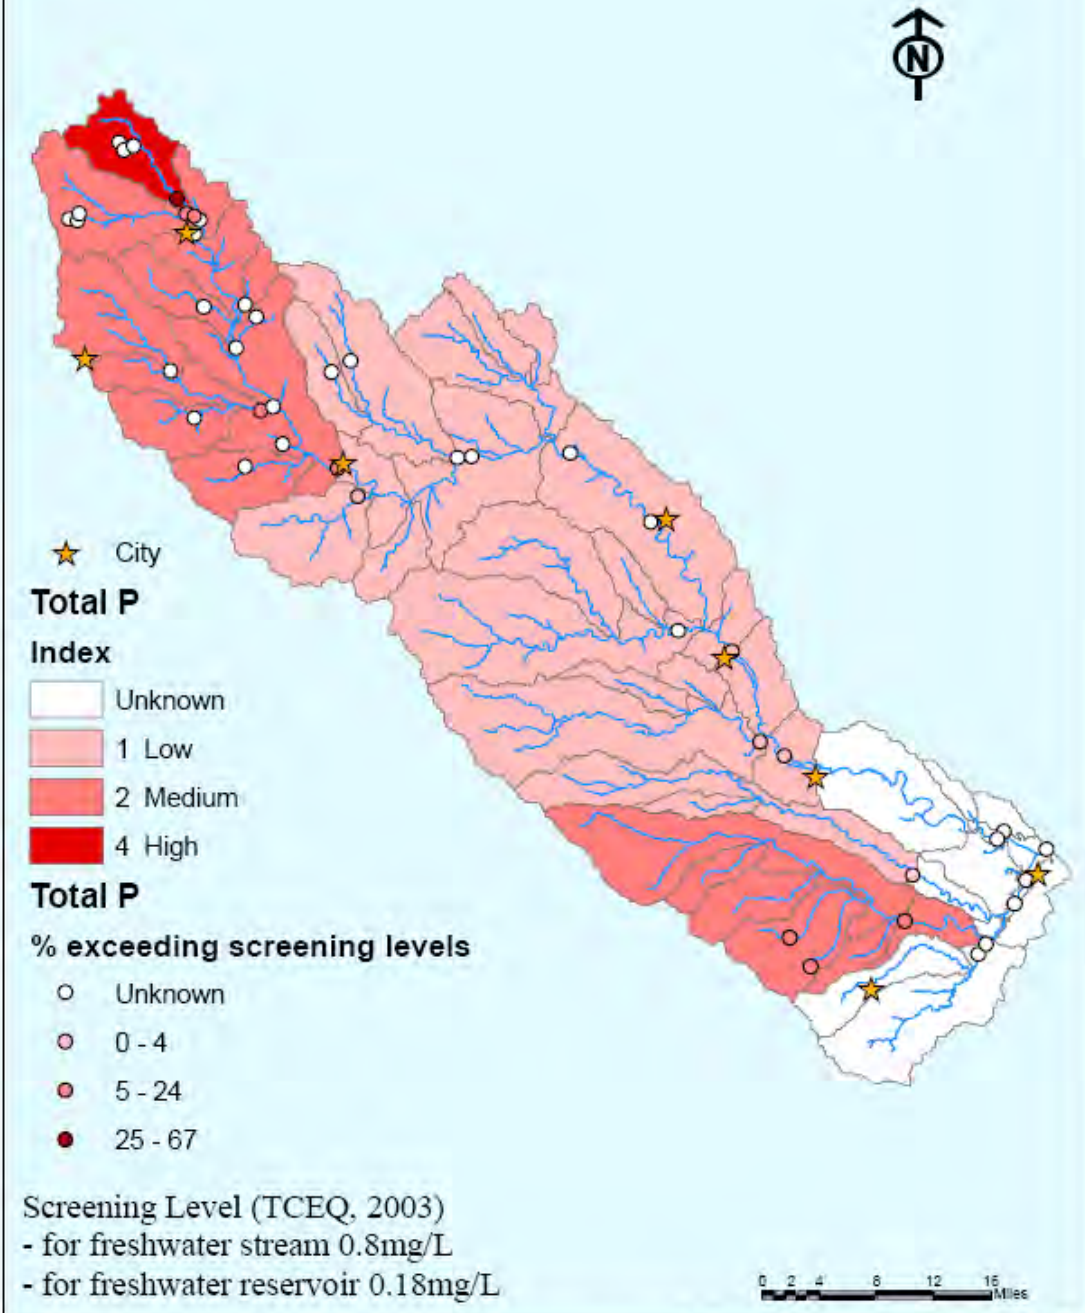 N
City
Total P
Index
Unknown
1 Low
2 Medium
4 High
Total P
% exceeding screening levels
Unknown
0 - 4
5 - 24
25 - 67
Screening Level (TCEQ, 2003)
- for freshwater stream 0.8mg/L
- for freshwater reservoir 0.18mg/L
0 2 4 8 12 16
Miles